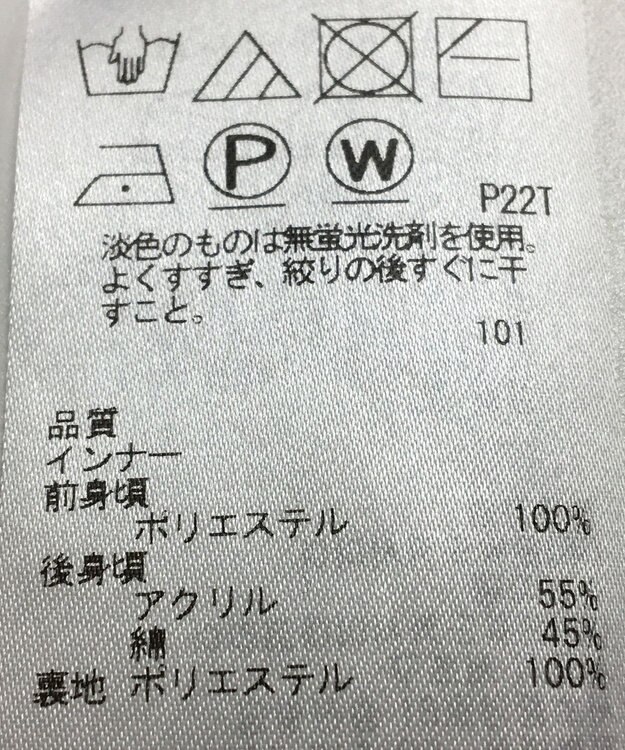 P W P22T
淡色のものは無蛍光洗剤を使用。
よくすすぎ、絞りの後すぐに干
すこと。
101
品質
インナー
前身頃
ポリエステル 100%
後身頃
アクリル 55%
綿 45%
裏地 ポリエステル 100%